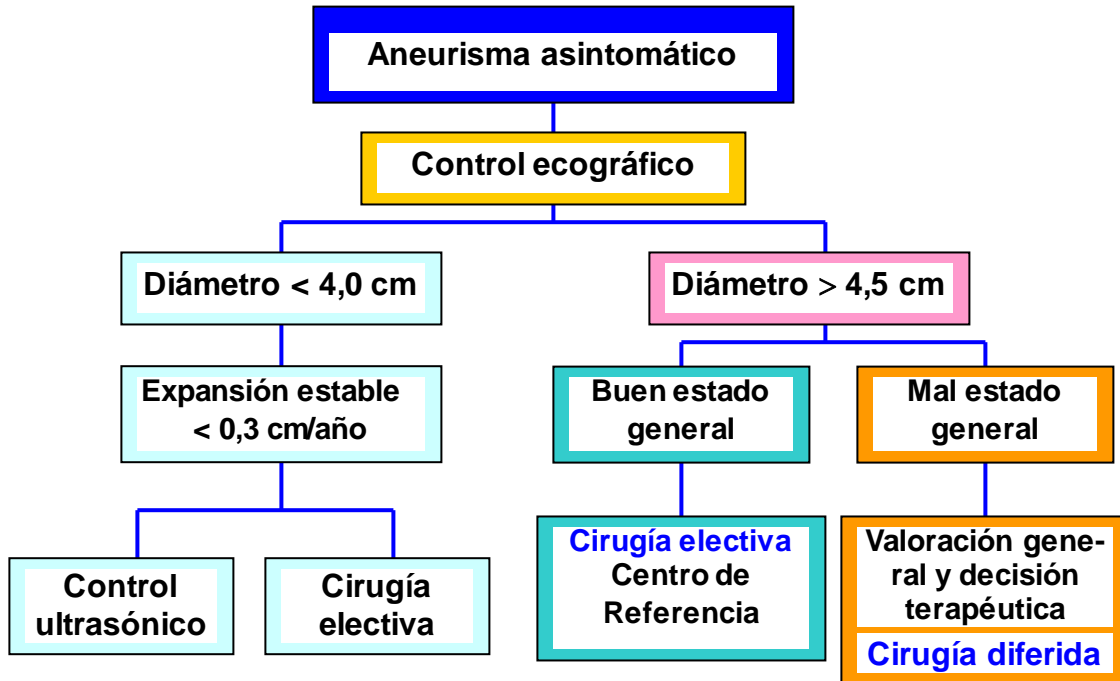 Aneurisma asintomático
Control ecográfico
Diámetro < 4,0 cm
Diámetro > 4,5 cm
Expansión estable
< 0,3 cm/año
Buen estado
general
Mal estado
general
Control
ultrasónico
Cirugía
electiva
Cirugía electiva
Centro de
Referencia
Valoración gene-
ral y decisión
terapéutica
Cirugía diferida